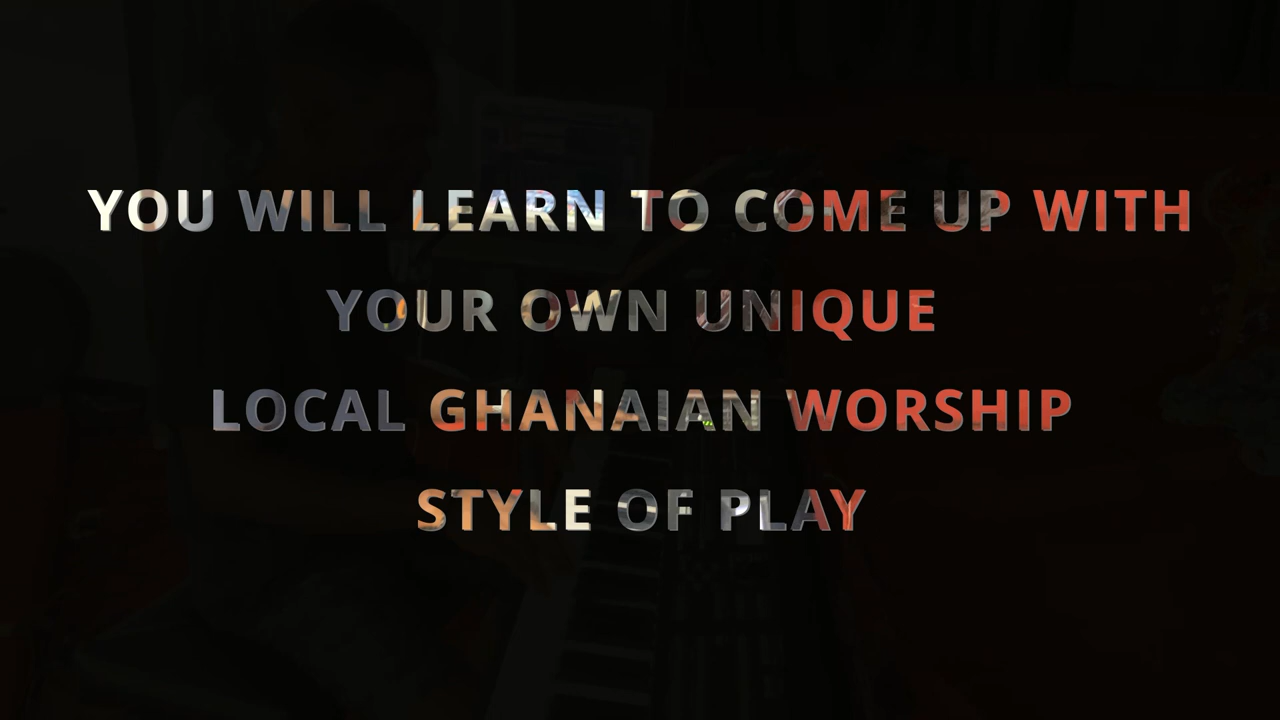 YOU WILL LEARN TO COME UP WITH
YOUR OWN UNIQUE
LOCAL GHANAIAN WORSHIP
STYLE OF PLAY